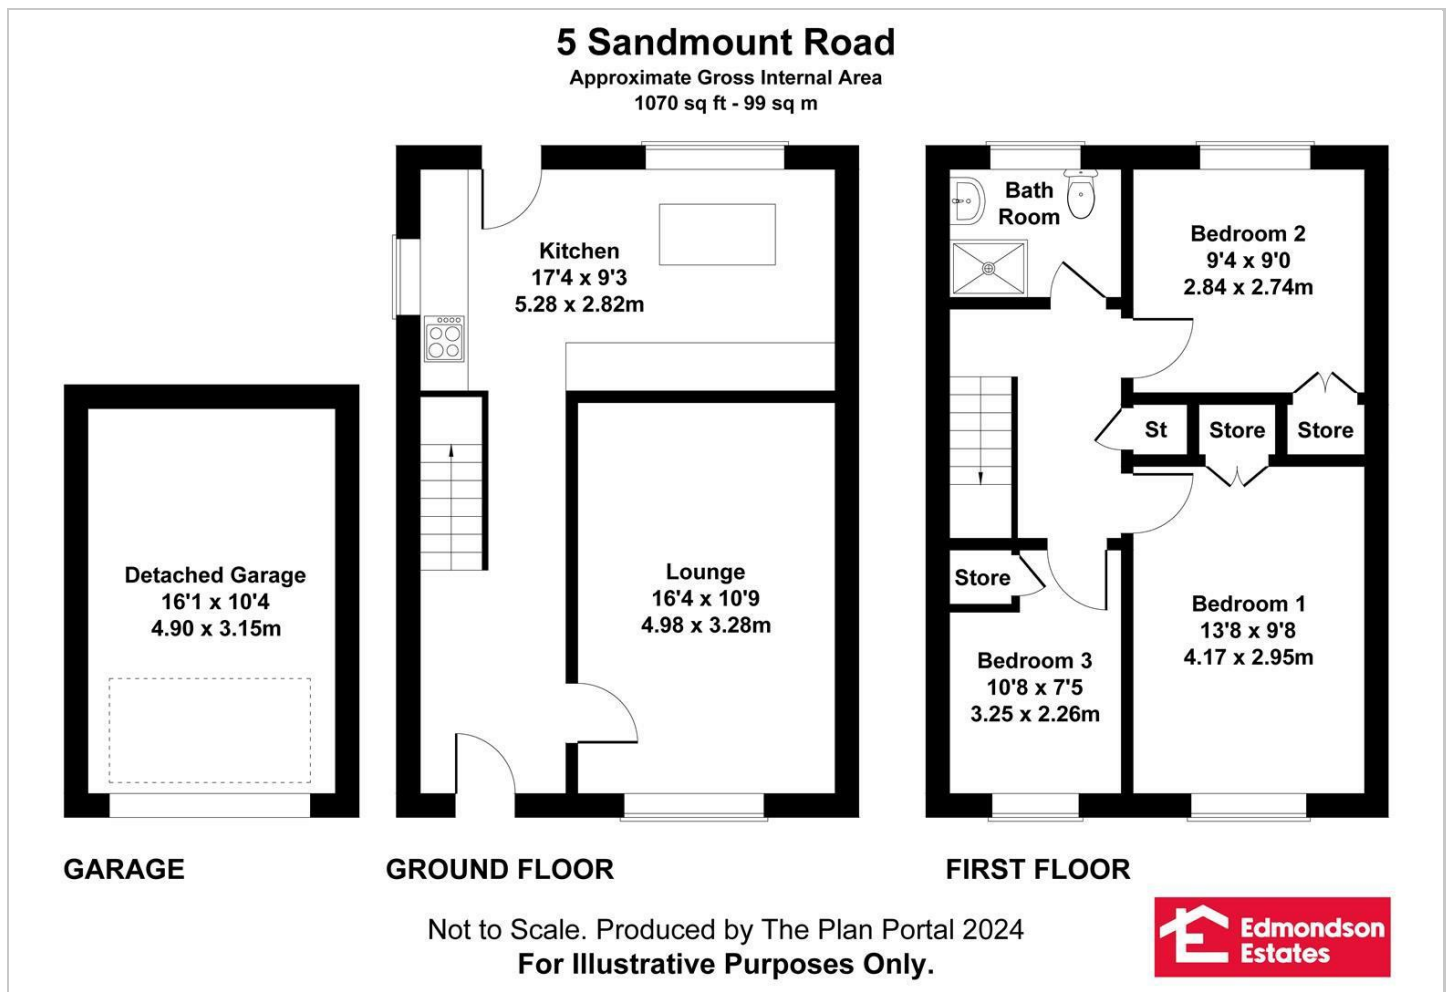 5 Sandmount Road
Approximate Gross Internal Area
1070 sq ft - 99 sq m
Kitchen
17'4 x 9'3
5.28 x 2.82m
Bath
Room
Bedroom 2
9'4 x 9'0
2.84 x 2.74m
St
Store
Store
Detached Garage
16'1 x 10'4
4.90 x 3.15m
Lounge
16'4 x 10'9
4.98 x 3.28m
Store
Bedroom 3
10'8 x 7'5
3.25 x 2.26m
Bedroom 1
13'8 x 9'8
4.17 x 2.95m
GARAGE
GROUND FLOOR
FIRST FLOOR
Not to Scale. Produced by The Plan Portal 2024
For Illustrative Purposes Only.
Edmondson
Estates